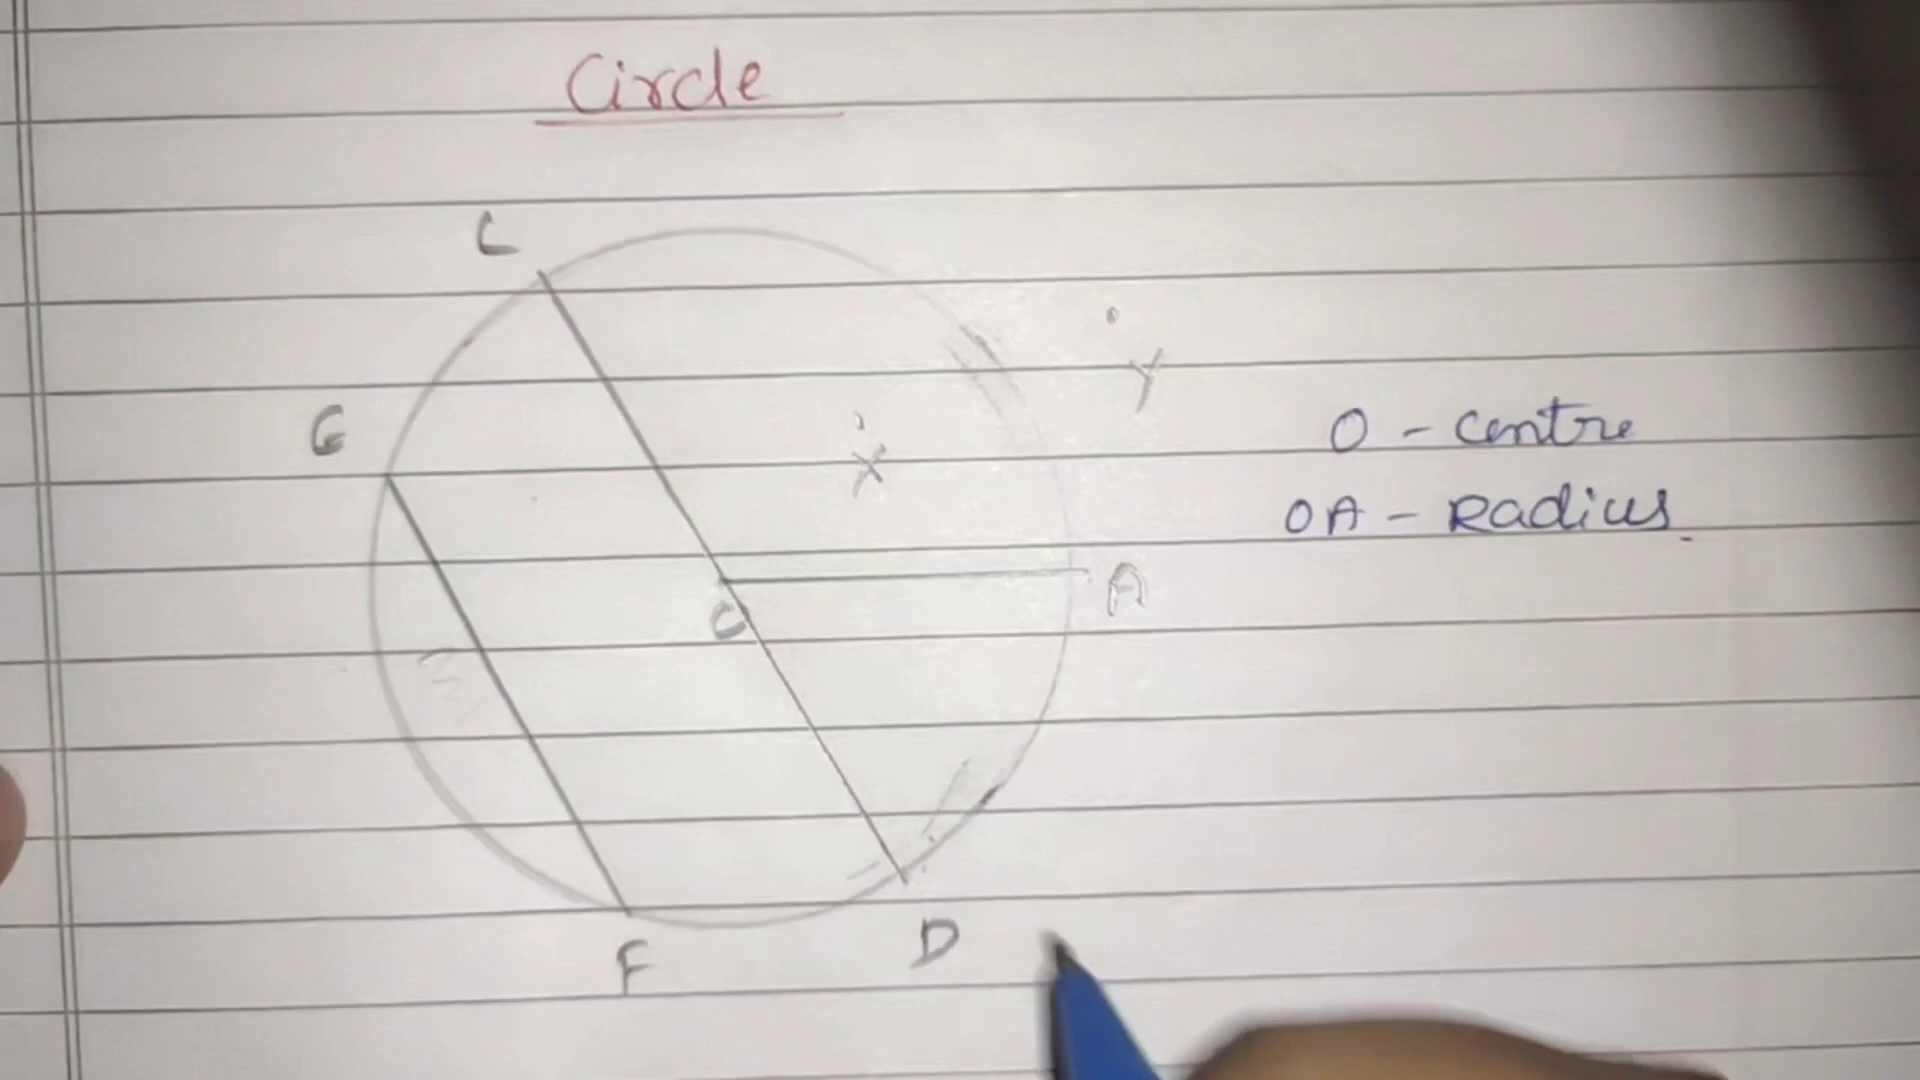 Circle
C
G
Y
X
O - Centre
OA - Radius
A
O
F
D